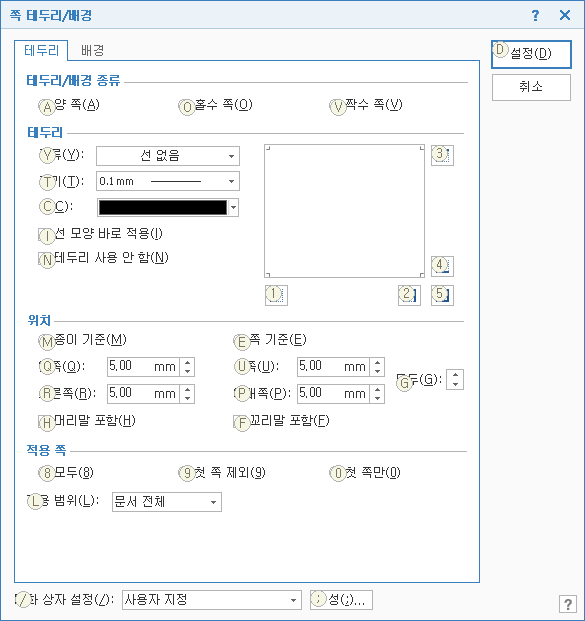 쪽 테두리/배경
? ×
테두리 배경
D 설정(D)
취소
테두리/배경 종류
A 양 쪽(A) O 홀수 쪽(O) V 짝수 쪽(V)
테두리
Y 류(Y): 선 없음
T 기(T): 0.1 mm
C C):
I 선 모양 바로 적용(I)
N 테두리 사용 안 함(N)
3
4
1 2 5
위치
M 종이 기준(M) E 쪽 기준(E)
Q 쪽(Q): 5,00 mm U 쪽(U): 5,00 mm
G 두(G):
R 른쪽(R): 5,00 mm P 래쪽(P): 5,00 mm
H 머리말 포함(H) F 꼬리말 포함(F)
적용 쪽
8 모두(8) 9 첫 쪽 제외(9) 0 첫 쪽만(0)
L 용 범위(L): 문서 전체
/ 화 상자 설정(/): 사용자 지정 ; 성(;)...
?